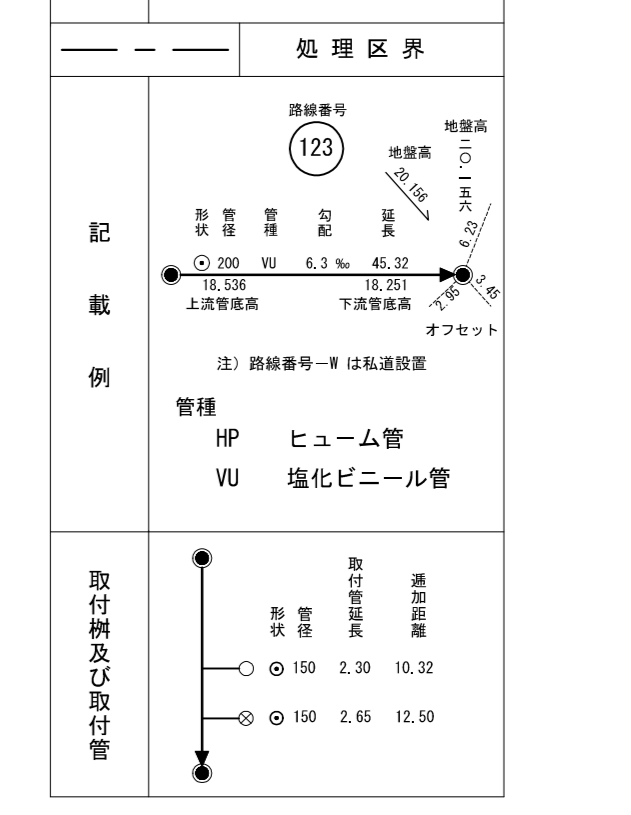 処理区界
記載例
路線番号
123
地盤高
20.156
地盤高
二〇.一五六
形状 管径 管種 勾配 延長
200 VU 6.3 ‰ 45.32
18.536 18.251
上流管底高 下流管底高
6.23
3.45
2.95
オフセット
注) 路線番号-W は私道設置
管種
HP ヒューム管
VU 塩化ビニール管
取付桝及び取付管
形状 管径 取付管延長 逓加距離
150 2.30 10.32
150 2.65 12.50